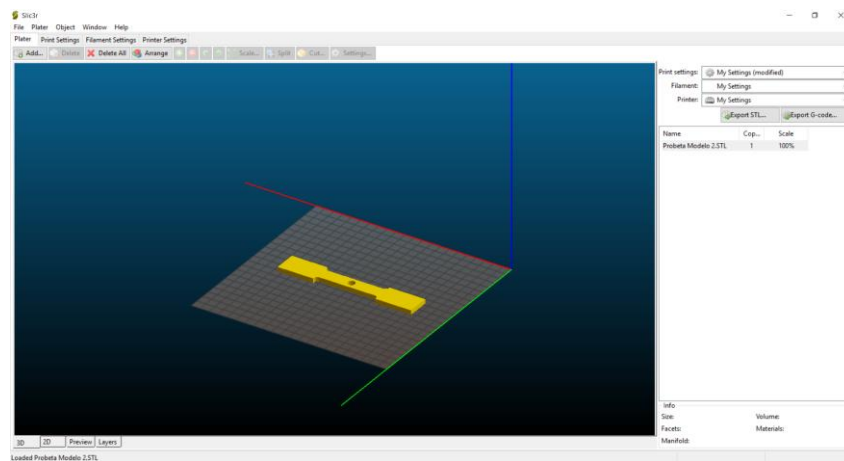 Slic3r
File Plater Object Window Help
Plater Print Settings Filament Settings Printer Settings
Add... Delete Delete All Arrange Scale... Split Cut... Settings...
Print settings: My Settings (modified)
Filament: My Settings
Printer: My Settings
Export STL... Export G-code...
Name Cop... Scale
Probeta Modelo 2.STL 1 100%
Info
Size: Volume:
Facets: Materials:
Manifold:
3D 2D Preview Layers
Loaded Probeta Modelo 2.STL